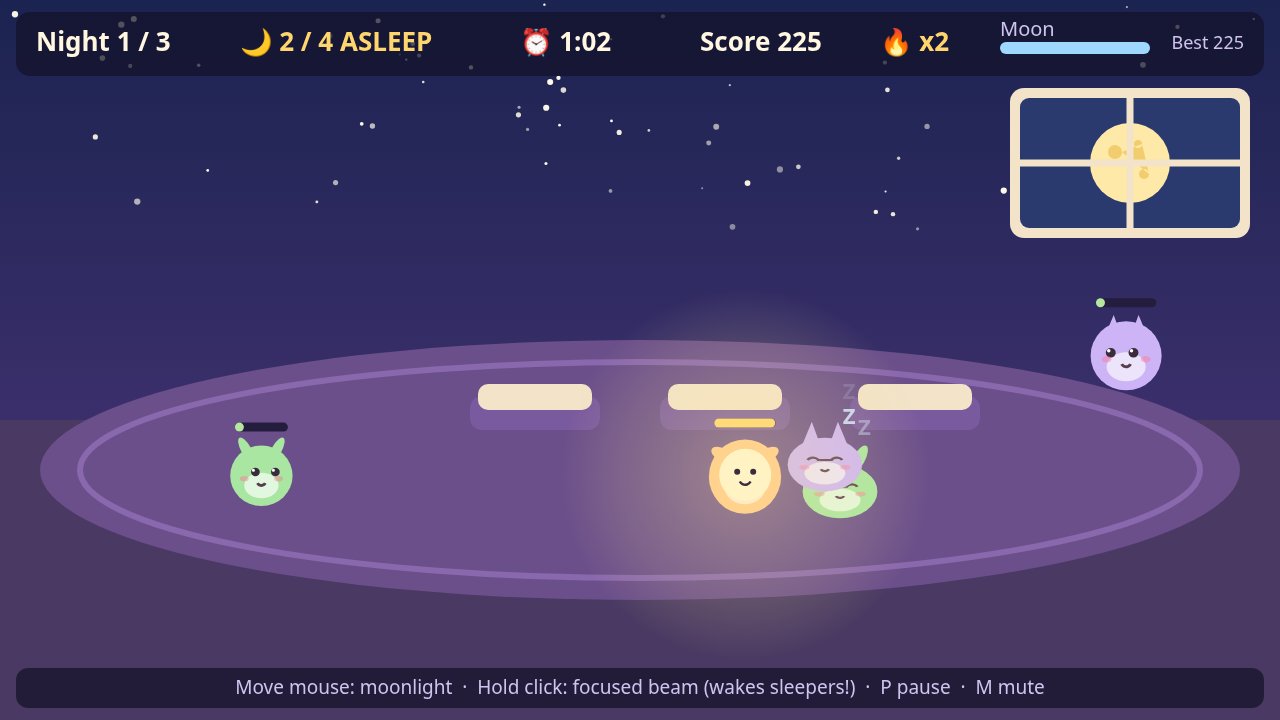 Night 1 / 3
🌙 2 / 4 ASLEEP
⏰ 1:02
Score 225
🔥 x2
Moon
Best 225
z
z
z
Move mouse: moonlight · Hold click: focused beam (wakes sleepers!) · P pause · M mute